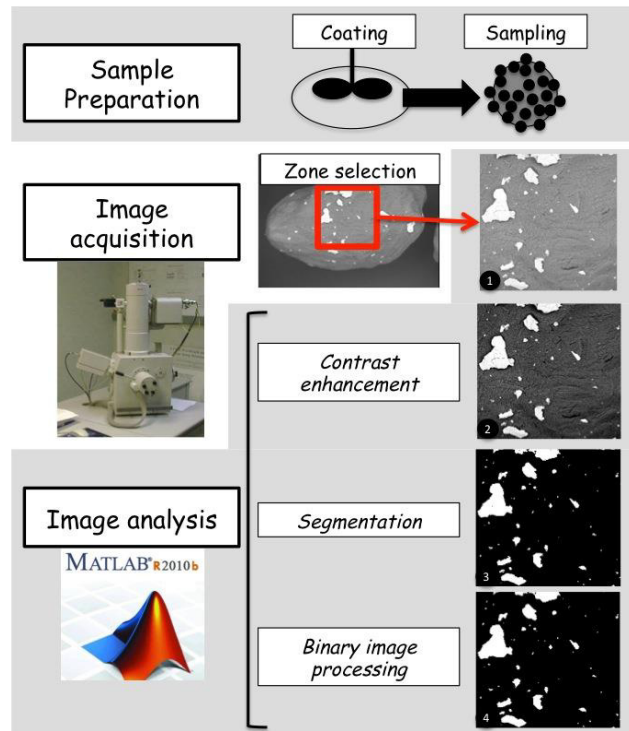 Coating
Sampling
Sample
Preparation
Zone selection
Image
acquisition
1
Contrast
enhancement
2
Image analysis
MATLAB® R2010b
Segmentation
3
Binary image
processing
4